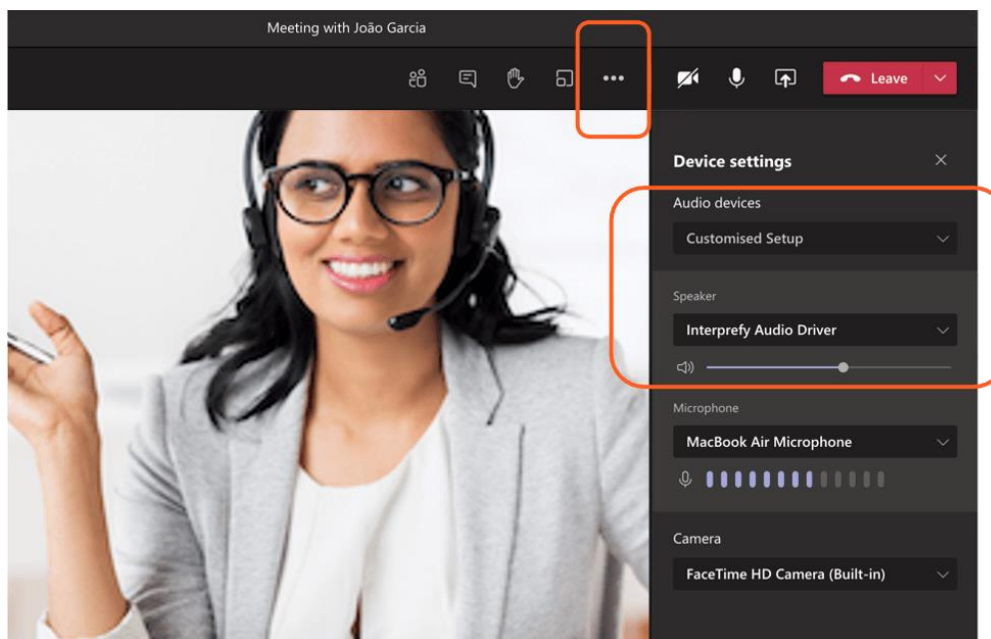 Meeting with João Garcia
Leave
Device settings
Audio devices
Customised Setup
Speaker
Interprefy Audio Driver
Microphone
MacBook Air Microphone
Camera
FaceTime HD Camera (Built-in)